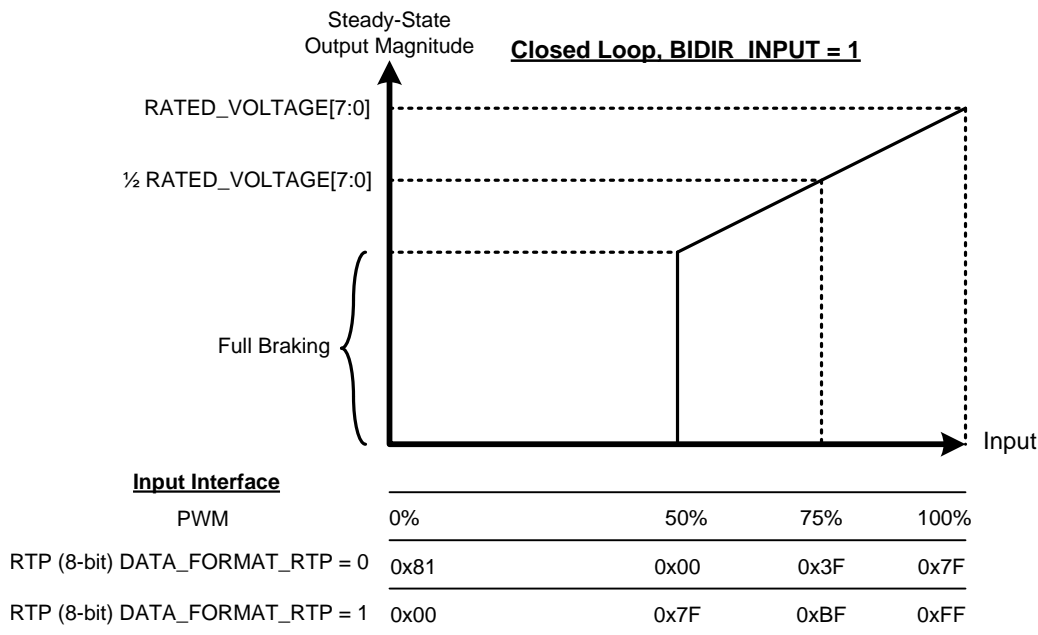 Steady-State
Output Magnitude
Closed Loop, BIDIR_INPUT = 1
RATED_VOLTAGE[7:0]
½ RATED_VOLTAGE[7:0]
Full Braking
Input
Input Interface
PWM 0% 50% 75% 100%
RTP (8-bit) DATA_FORMAT_RTP = 0 0x81 0x00 0x3F 0x7F
RTP (8-bit) DATA_FORMAT_RTP = 1 0x00 0x7F 0xBF 0xFF